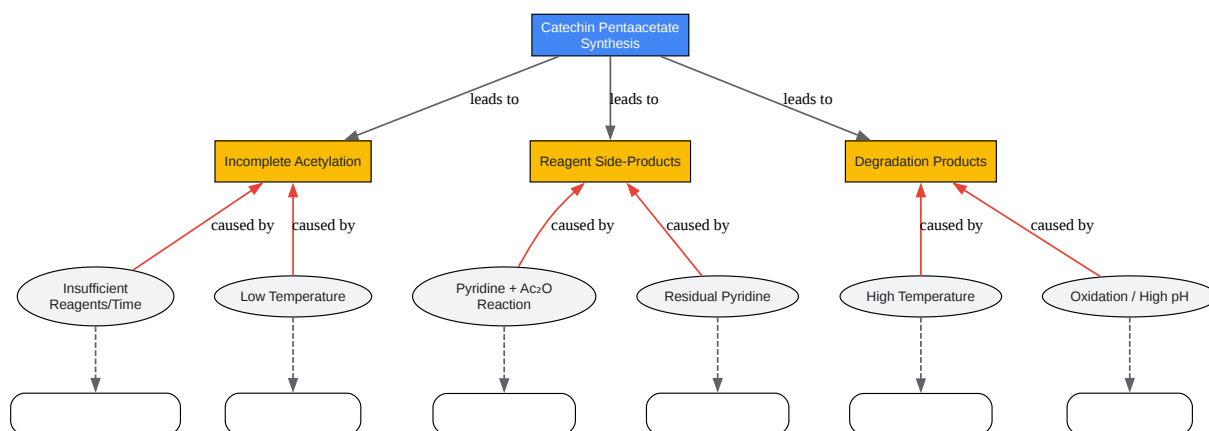 Catechin Pentaacetate
Synthesis
leads to
leads to
leads to
Incomplete Acetylation
Reagent Side-Products
Degradation Products
caused by
caused by
caused by
caused by
caused by
caused by
Insufficient
Reagents/Time
Low Temperature
Pyridine + Ac₂O
Reaction
Residual Pyridine
High Temperature
Oxidation / High pH